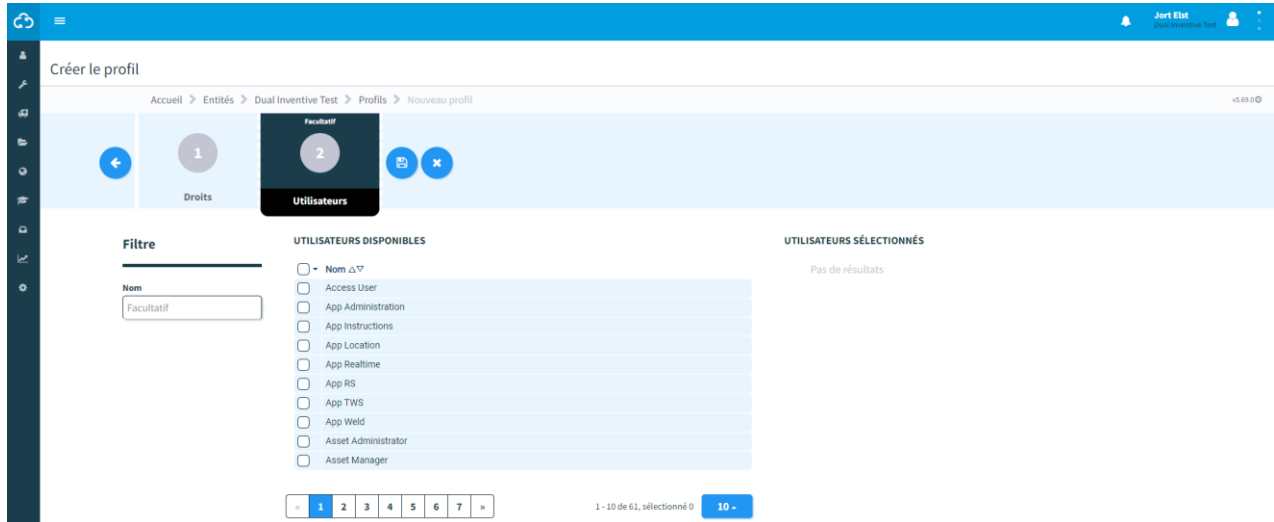 Jort Elst
Dual Inventive Test
Créer le profil
Accueil > Entités > Dual Inventive Test > Profils > Nouveau profil
v5.69.0
1
Droits
Facultatif
2
Utilisateurs
Filtre
Nom
Facultatif
UTILISATEURS DISPONIBLES
Nom
Access User
App Administration
App Instructions
App Location
App Realtime
App RS
App TWS
App Weld
Asset Administrator
Asset Manager
« 1 2 3 4 5 6 7 »
1 - 10 de 61, sélectionné 0
10
UTILISATEURS SÉLECTIONNÉS
Pas de résultats